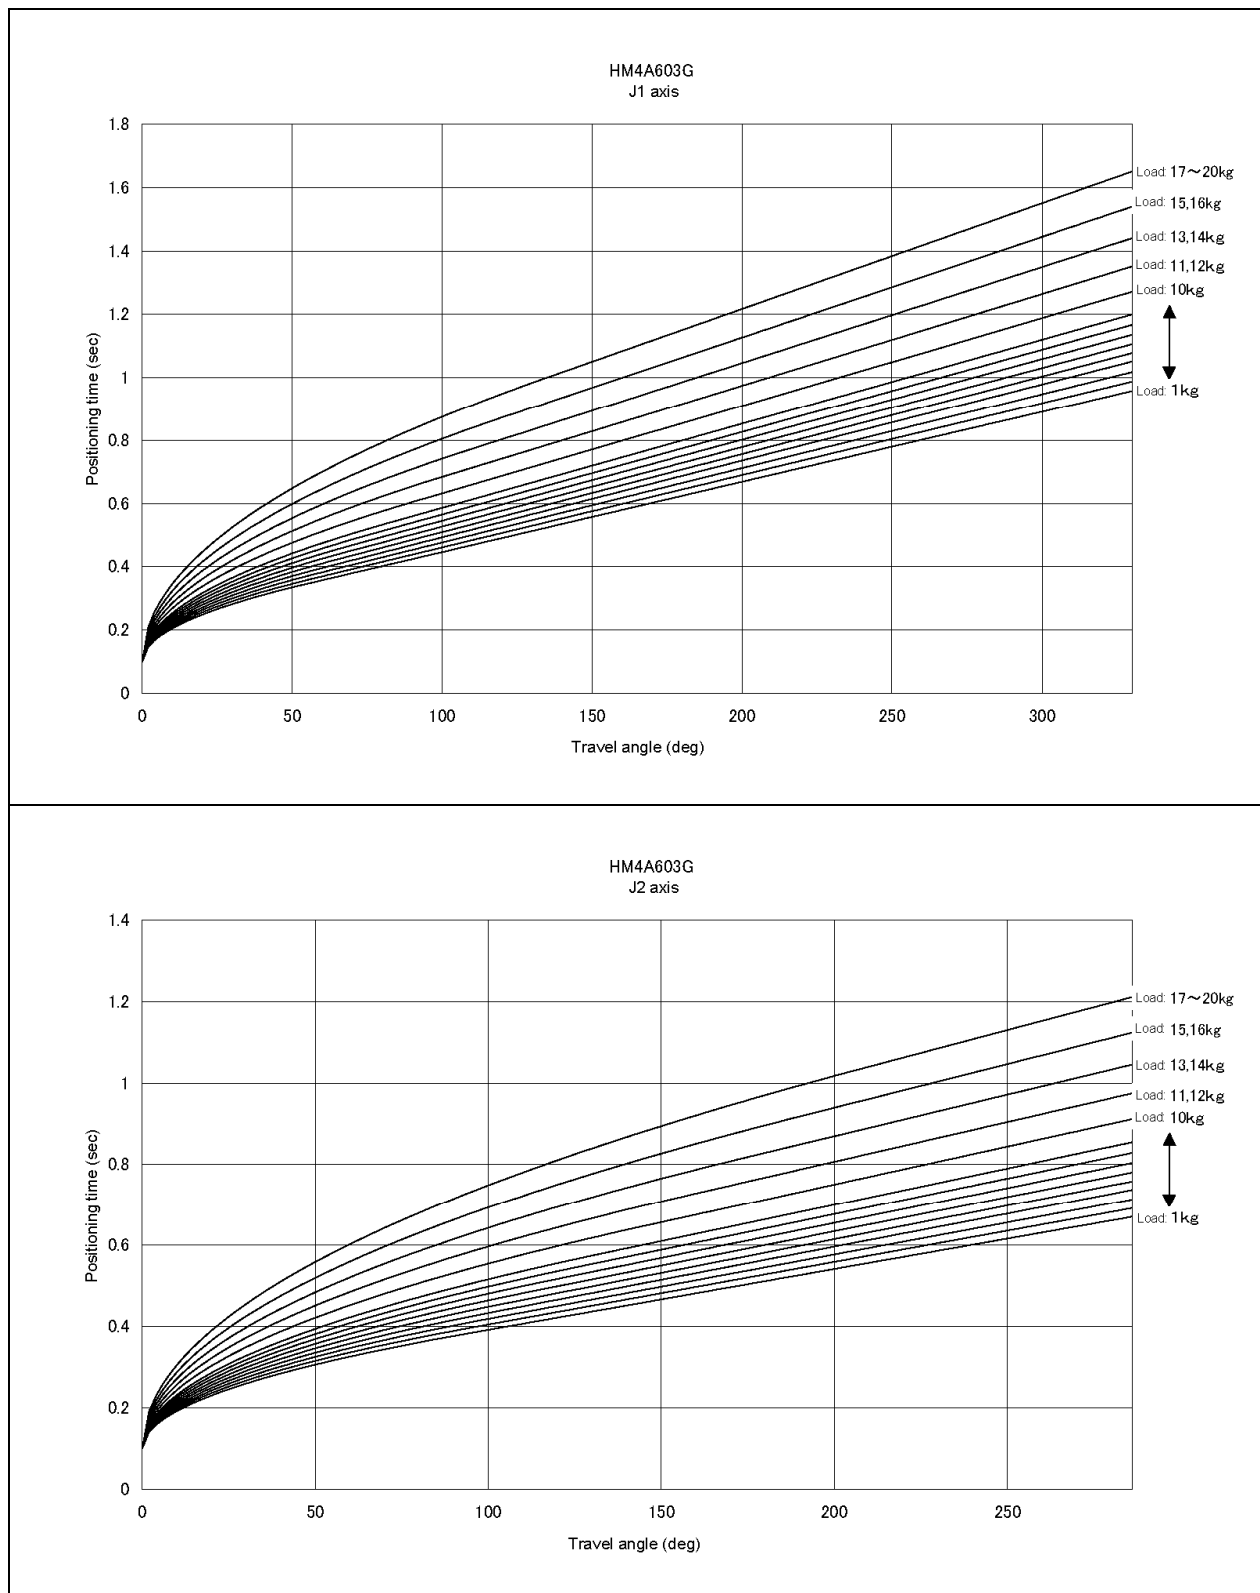 HM4A603G
J1 axis
1.8
1.6
1.4
1.2
1
0.8
0.6
0.4
0.2
0
Positioning time (sec)
Load: 17～20kg
Load: 15,16kg
Load: 13,14kg
Load: 11,12kg
Load: 10kg
Load: 1kg
0 50 100 150 200 250 300
Travel angle (deg)
HM4A603G
J2 axis
1.4
1.2
1
0.8
0.6
0.4
0.2
0
Positioning time (sec)
Load: 17～20kg
Load: 15,16kg
Load: 13,14kg
Load: 11,12kg
Load: 10kg
Load: 1kg
0 50 100 150 200 250
Travel angle (deg)